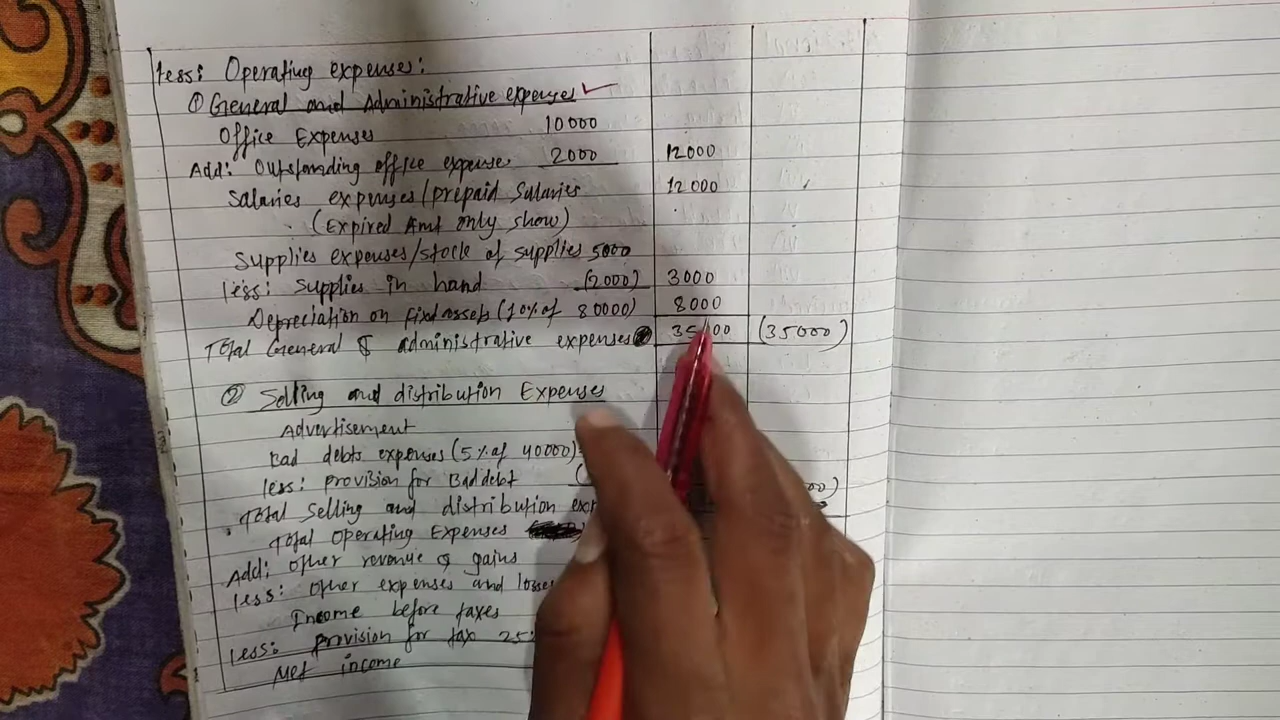 Less: Operating expenses:
① General and Administrative expenses ✓
Office Expenses 10000
Add: Outstanding office expense. 2000 12000
Salaries expenses/prepaid Salaries 12000
(Expired Amt only show)
Supplies expenses/stock of supplies 5000
less: supplies in hand (2000) 3000
Depreciation on fixed assets (10% of 80000) 8000
Total General & administrative expenses (35000)
② Selling and distribution Expenses
Advertisement
Bad debts expenses (5% of 40000)
less: provision for Bad debt
Total Selling and distribution
Total Operating Expenses
Add: other revenue & gains
less: other expenses and losses
Income before taxes
less: provision for tax 25%
Net income